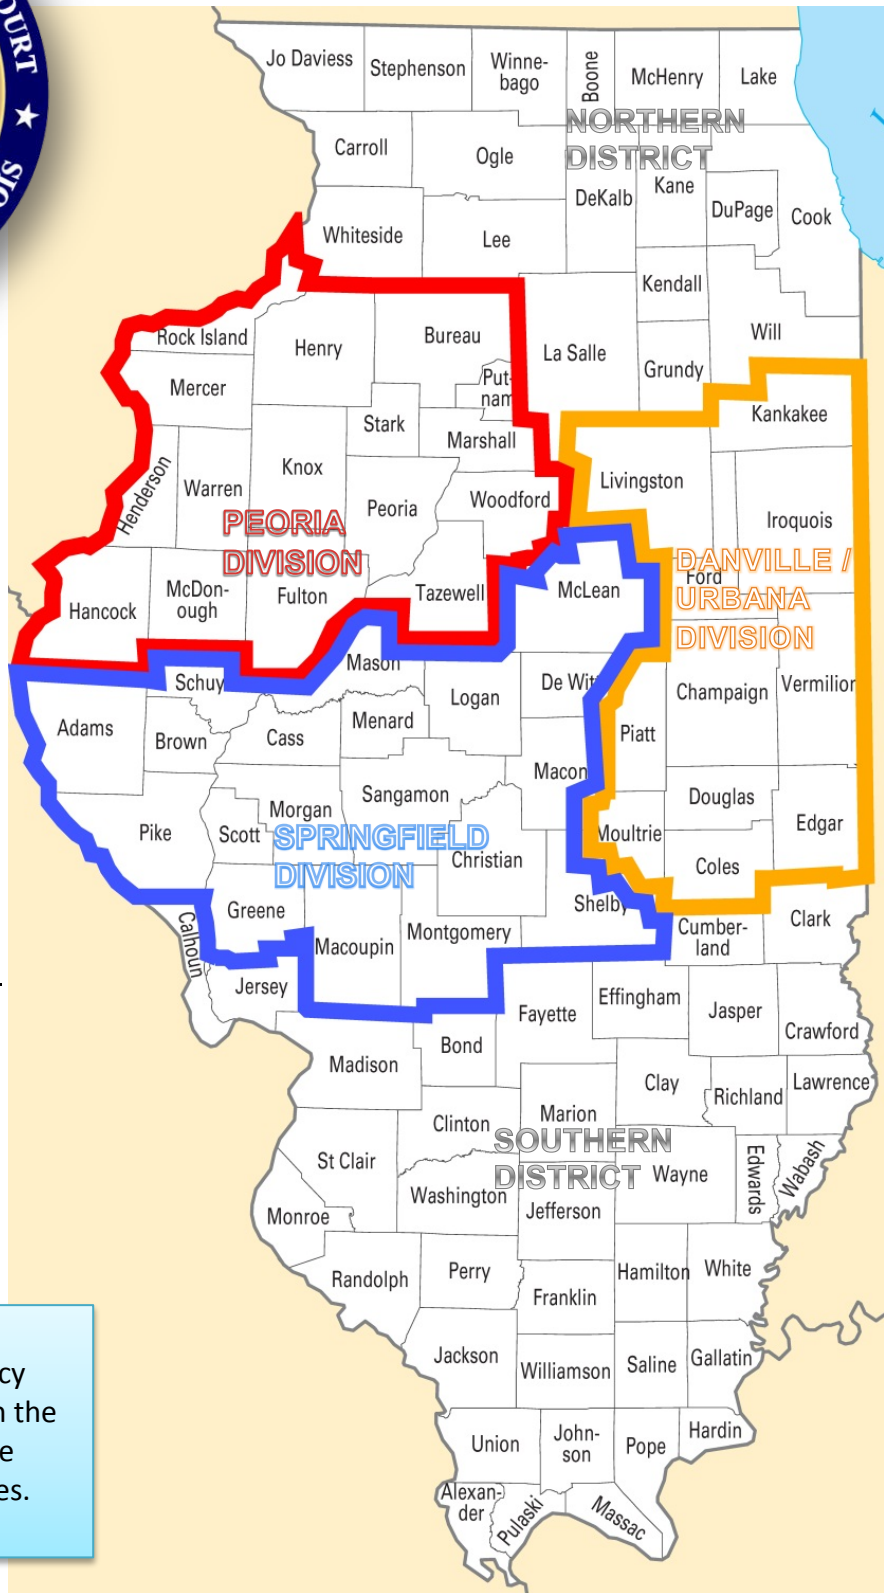 OURT ★
OIS
Jo Daviess
Stephenson
Winne-
bago
Boone
McHenry
Lake
NORTHERN
DISTRICT
Carroll
Ogle
DeKalb
Kane
DuPage
Cook
Whiteside
Lee
Kendall
Will
La Salle
Grundy
Rock Island
Henry
Bureau
Put-
nam
Mercer
Stark
Marshall
Kankakee
Henderson
Warren
Knox
Peoria
Woodford
Livingston
Iroquois
PEORIA
DIVISION
DANVILLE /
URBANA
DIVISION
Ford
Hancock
McDon-
ough
Fulton
Tazewell
McLean
Mason
Schuy
Logan
De Wit
Champaign
Vermilion
Adams
Brown
Cass
Menard
Piatt
Macon
Sangamon
Douglas
Edgar
Pike
Scott
Morgan
SPRINGFIELD
DIVISION
Christian
Moultrie
Coles
Shelby
Greene
Calhoun
Macoupin
Montgomery
Cumber-
land
Clark
Jersey
Fayette
Effingham
Jasper
Crawford
Madison
Bond
Clay
Richland
Lawrence
Clinton
Marion
SOUTHERN
DISTRICT
St Clair
Washington
Jefferson
Wayne
Edwards
Wabash
Monroe
Randolph
Perry
Franklin
Hamilton
White
Jackson
Williamson
Saline
Gallatin
Union
John-
son
Pope
Hardin
Alexan-
der
Pulaski
Massac
cy
n the
e
es.